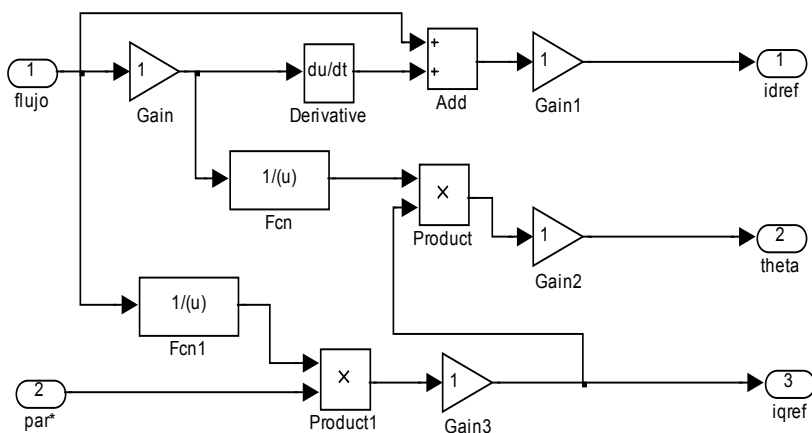 +
1
1
du/dt
+
1
1
flujo
Gain
Derivative
Add
Gain1
idref
1/(u)
×
1
2
Fcn
Product
Gain2
theta
1/(u)
Fcn1
2
×
1
3
par*
Product1
Gain3
iqref